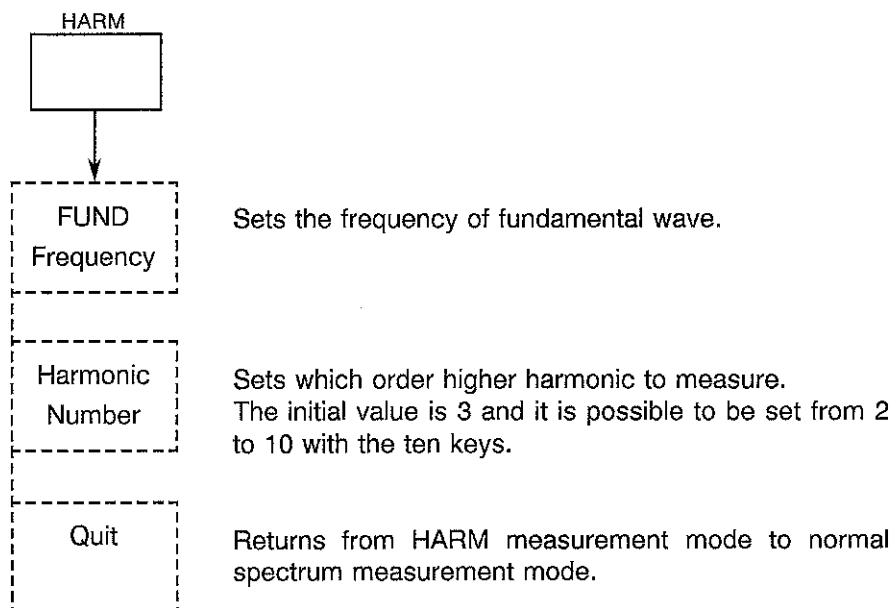 HARM
FUND
Frequency
Sets the frequency of fundamental wave.
Harmonic
Number
Sets which order higher harmonic to measure.
The initial value is 3 and it is possible to be set from 2
to 10 with the ten keys.
Quit
Returns from HARM measurement mode to normal
spectrum measurement mode.